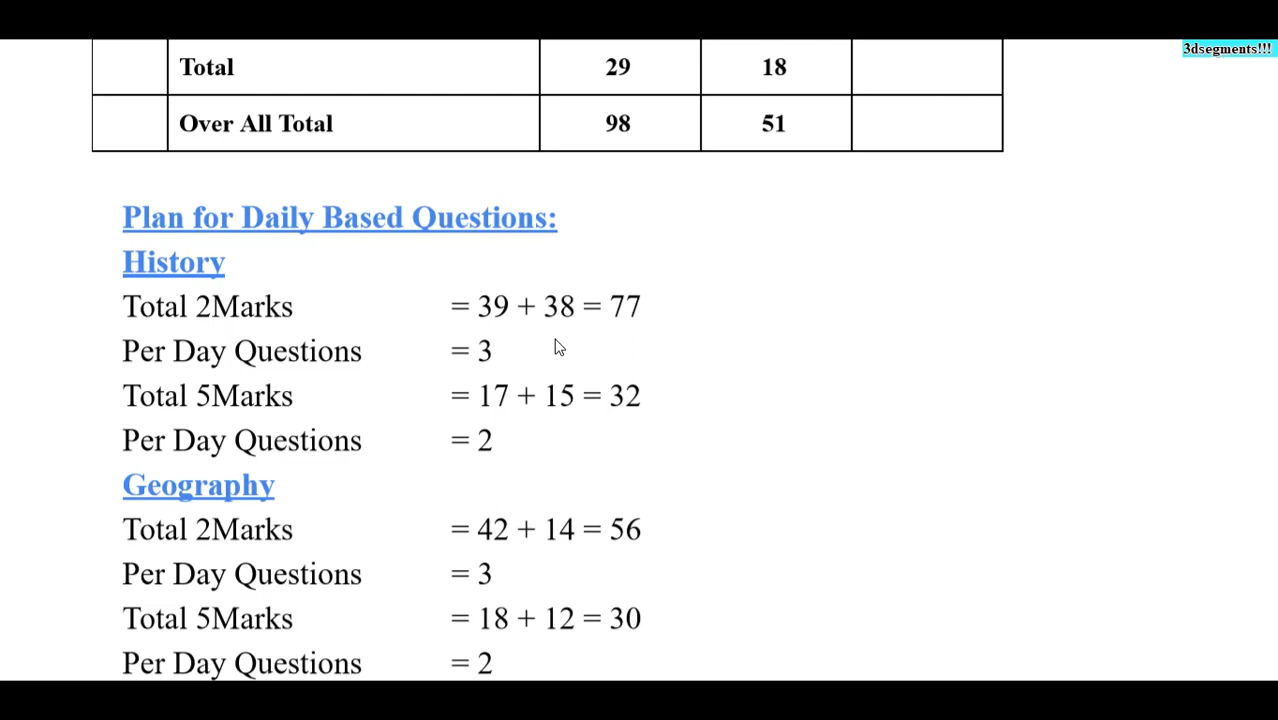 3dsegments!!!
Total 29 18
Over All Total 98 51
Plan for Daily Based Questions:
History
Total 2Marks = 39 + 38 = 77
Per Day Questions = 3
Total 5Marks = 17 + 15 = 32
Per Day Questions = 2
Geography
Total 2Marks = 42 + 14 = 56
Per Day Questions = 3
Total 5Marks = 18 + 12 = 30
Per Day Questions = 2